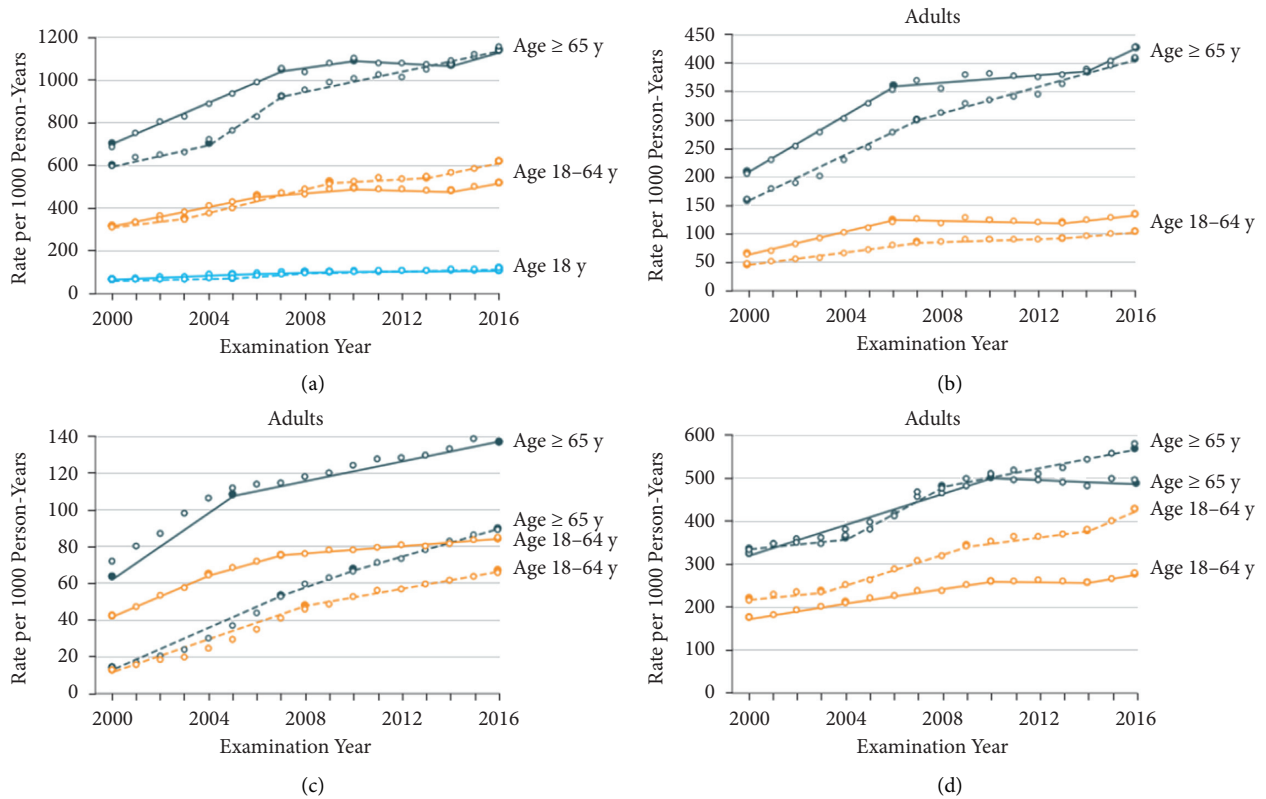 Rate per 1000 Person-Years
1200
1000
800
600
400
200
0
Age ≥ 65 y
Age 18–64 y
Age 18 y
2000 2004 2008 2012 2016
Examination Year
(a)
Adults
Rate per 1000 Person-Years
450
400
350
300
250
200
150
100
50
0
Age ≥ 65 y
Age 18–64 y
2000 2004 2008 2012 2016
Examination Year
(b)
Adults
Rate per 1000 Person-Years
140
120
100
80
60
40
20
0
Age ≥ 65 y
Age ≥ 65 y
Age 18–64 y
Age 18–64 y
2000 2004 2008 2012 2016
Examination Year
(c)
Adults
Rate per 1000 Person-Years
600
500
400
300
200
100
0
Age ≥ 65 y
Age ≥ 65 y
Age 18–64 y
Age 18–64 y
2000 2004 2008 2012 2016
Examination Year
(d)